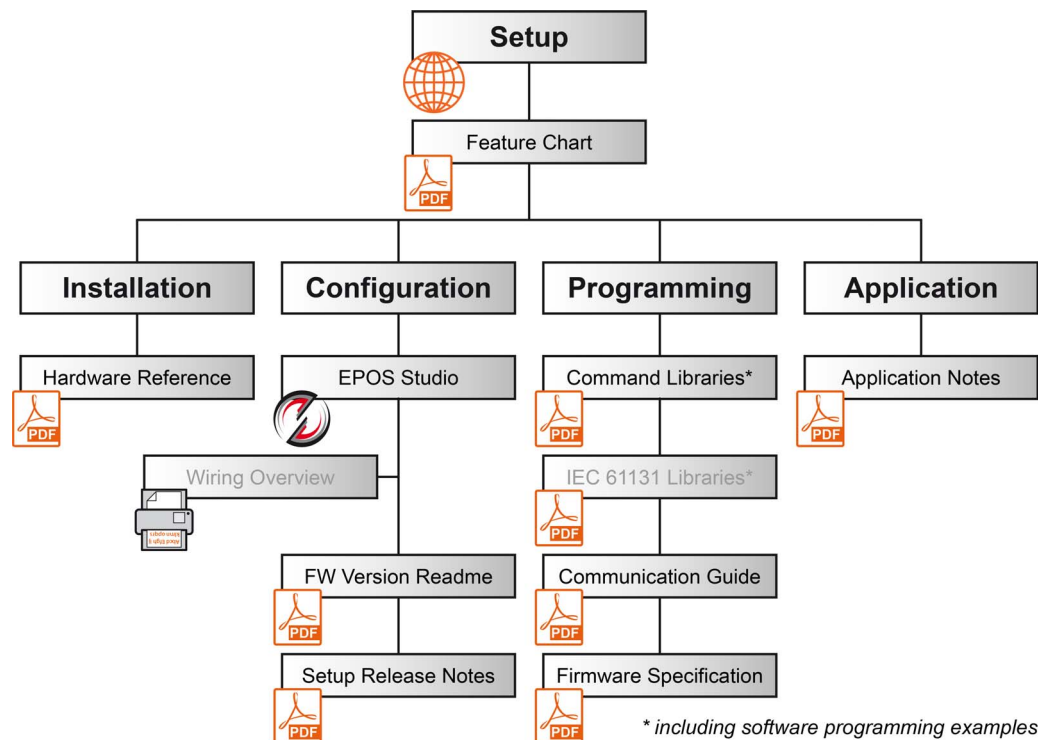 Setup
Feature Chart
PDF
Installation
Configuration
Programming
Application
Hardware Reference
PDF
EPOS Studio
Command Libraries*
PDF
Application Notes
PDF
Wiring Overview
IEC 61131 Libraries*
PDF
FW Version Readme
PDF
Communication Guide
PDF
Setup Release Notes
PDF
Firmware Specification
PDF
* including software programming examples